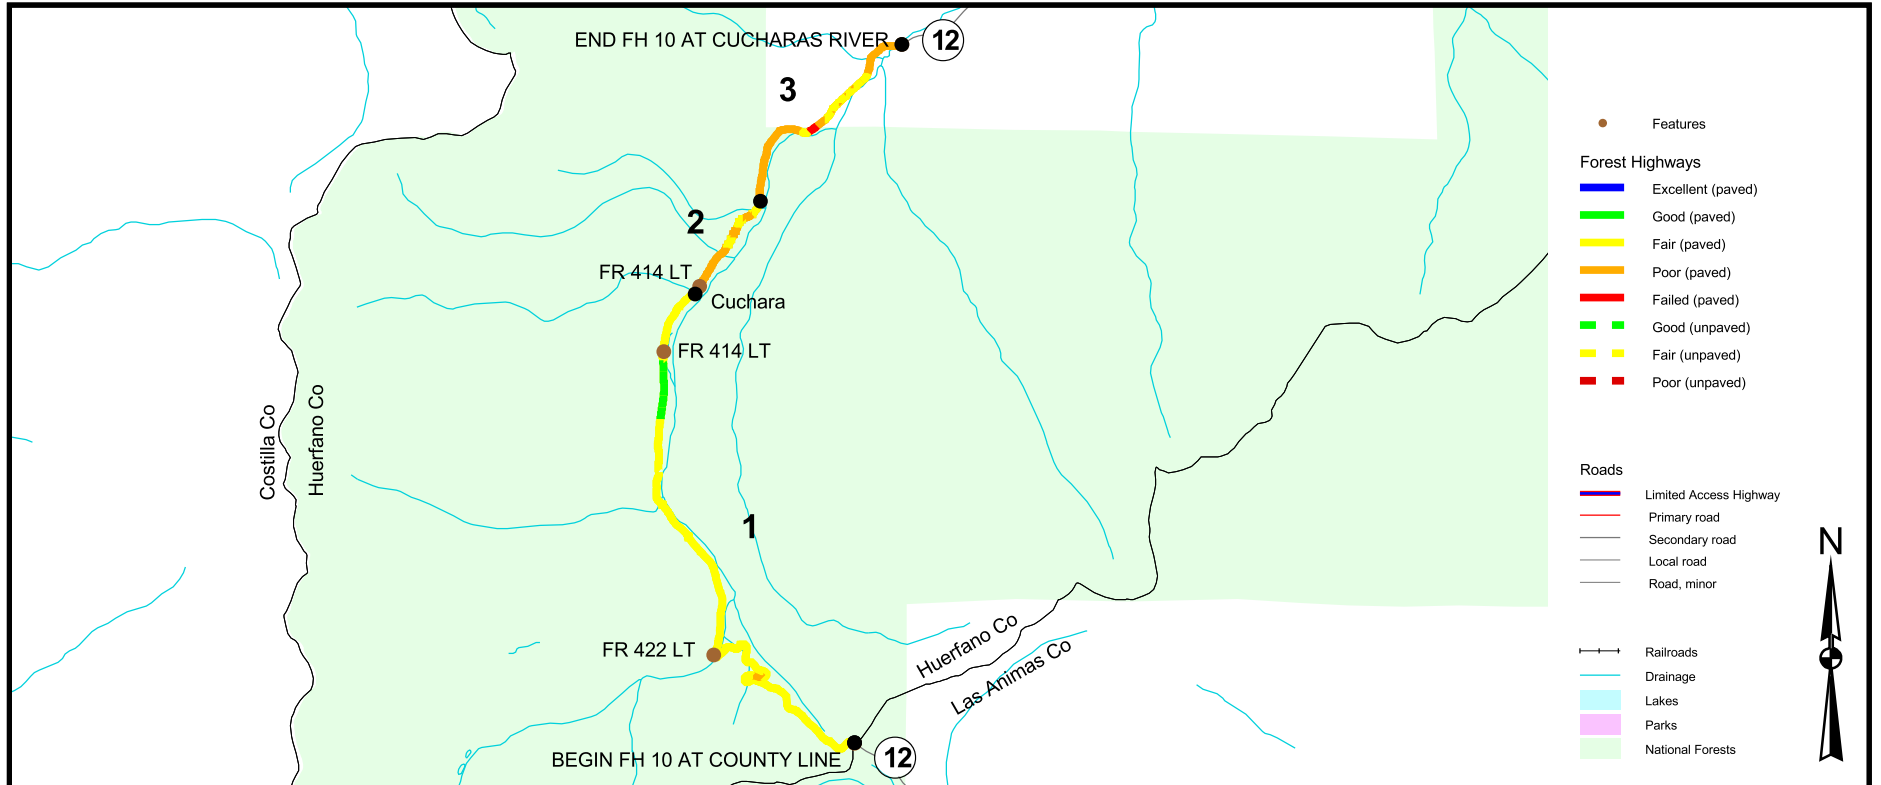 END FH 10 AT CUCHARAS RIVER
12
3
2
FR 414 LT
Cuchara
FR 414 LT
Costilla Co
Huerfano Co
1
FR 422 LT
Huerfano Co
Las Animas Co
BEGIN FH 10 AT COUNTY LINE
12
Features
Forest Highways
Excellent (paved)
Good (paved)
Fair (paved)
Poor (paved)
Failed (paved)
Good (unpaved)
Fair (unpaved)
Poor (unpaved)
Roads
Limited Access Highway
Primary road
Secondary road
Local road
Road, minor
Railroads
Drainage
Lakes
Parks
National Forests
N